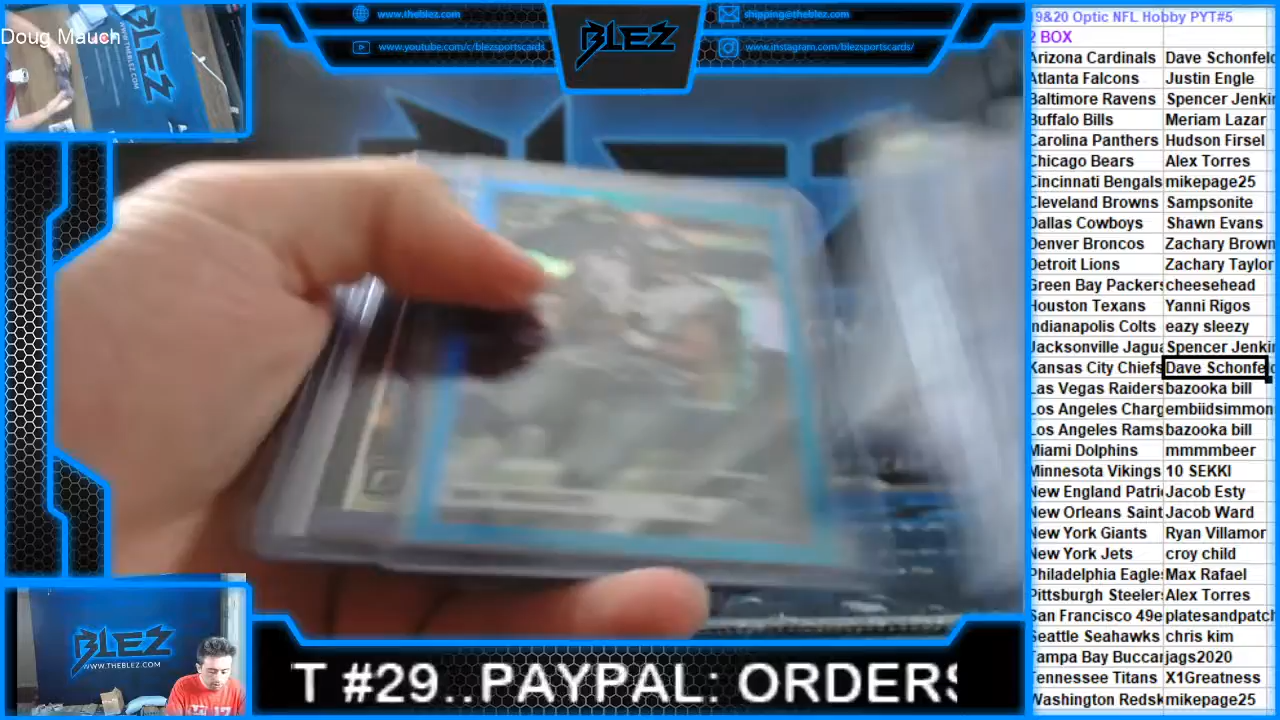 Doug Mauch
BLEZ
www.theblez.com
www.youtube.com/c/blezsportscards
BLEZ
shipping@theblez.com
www.instagram.com/blezsportscards/
19&20 Optic NFL Hobby PYT#5
2 BOX
Arizona Cardinals Dave Schonfeld
Atlanta Falcons Justin Engle
Baltimore Ravens Spencer Jenki
Buffalo Bills Meriam Lazar
Carolina Panthers Hudson Firsel
Chicago Bears Alex Torres
Cincinnati Bengals mikepage25
Cleveland Browns Sampsonite
Dallas Cowboys Shawn Evans
Denver Broncos Zachary Brown
Detroit Lions Zachary Taylor
Green Bay Packers cheesehead
Houston Texans Yanni Rigos
Indianapolis Colts eazy sleezy
Jacksonville Jagua Spencer Jenki
Kansas City Chiefs Dave Schonfeld
Las Vegas Raiders bazooka bill
Los Angeles Charg embiidsimmon
Los Angeles Rams bazooka bill
Miami Dolphins mmmmbeer
Minnesota Vikings 10 SEKKI
New England Patri Jacob Esty
New Orleans Saint Jacob Ward
New York Giants Ryan Villamor
New York Jets croy child
Philadelphia Eagles Max Rafael
Pittsburgh Steelers Alex Torres
San Francisco 49e platesandpatch
Seattle Seahawks chris kim
Tampa Bay Buccar jags2020
Tennessee Titans X1Greatness
Washington Redsk mikepage25
BLEZ
WWW.THEBLEZ.COM
T #29..PAYPAL: ORDERS